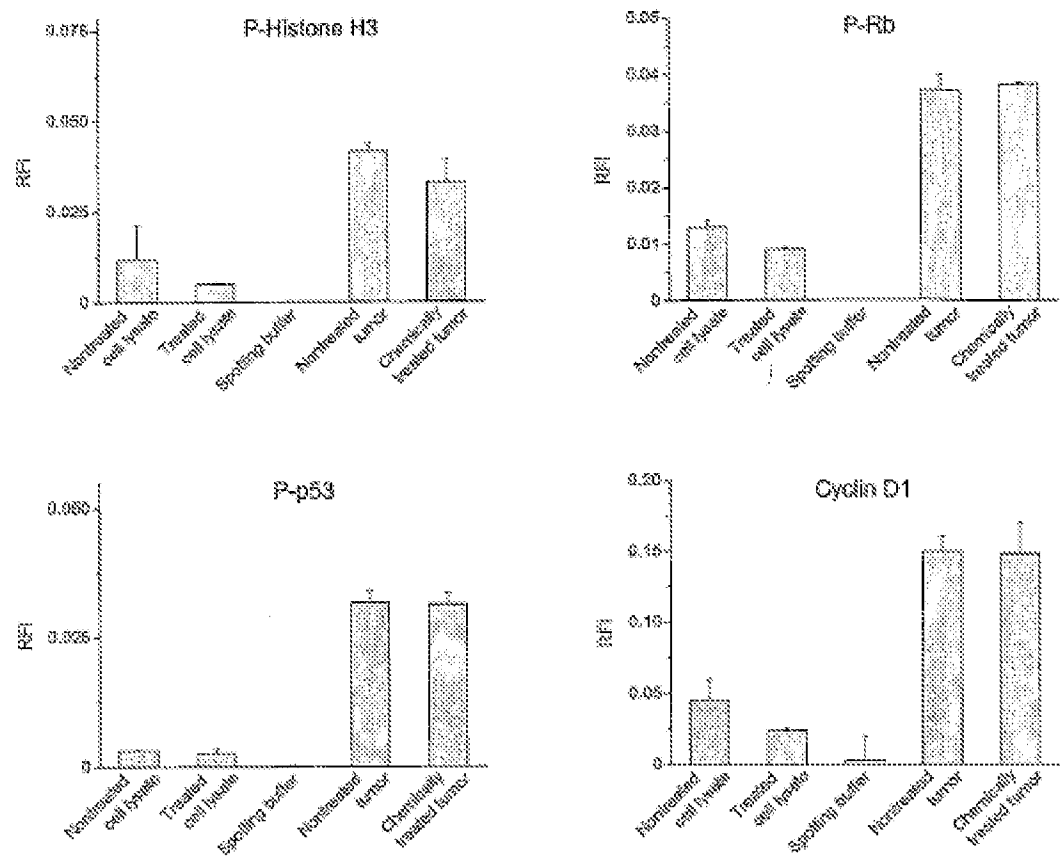 P-Histone H3
0.075
0.050
0.025
0
RFI
Nontreated
cell lysate
Treated
cell lysate
Spotting buffer
Nontreated
tumor
Chemically
treated tumor
P-Rb
0.05
0.04
0.03
0.02
0.01
0
RFI
Nontreated
cell lysate
Treated
cell lysate
Spotting buffer
Nontreated
tumor
Chemically
treated tumor
P-p53
0
RFI
Nontreated
cell lysate
Treated
cell lysate
Spotting buffer
Nontreated
tumor
Chemically
treated tumor
Cyclin D1
0.20
0.15
0.10
0.05
0
RFI
Nontreated
cell lysate
Treated
cell lysate
Spotting buffer
Nontreated
tumor
Chemically
treated tumor